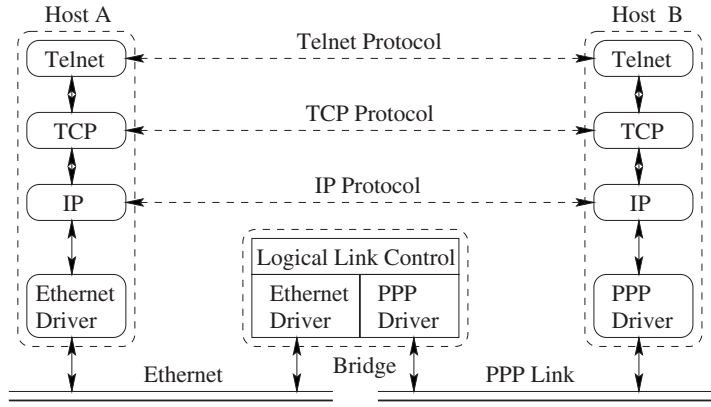 Host A
Host B
Telnet
Telnet Protocol
Telnet
TCP
TCP Protocol
TCP
IP
IP Protocol
IP
Logical Link Control
Ethernet
Driver
Ethernet
Driver
PPP
Driver
PPP
Driver
Bridge
Ethernet
PPP Link